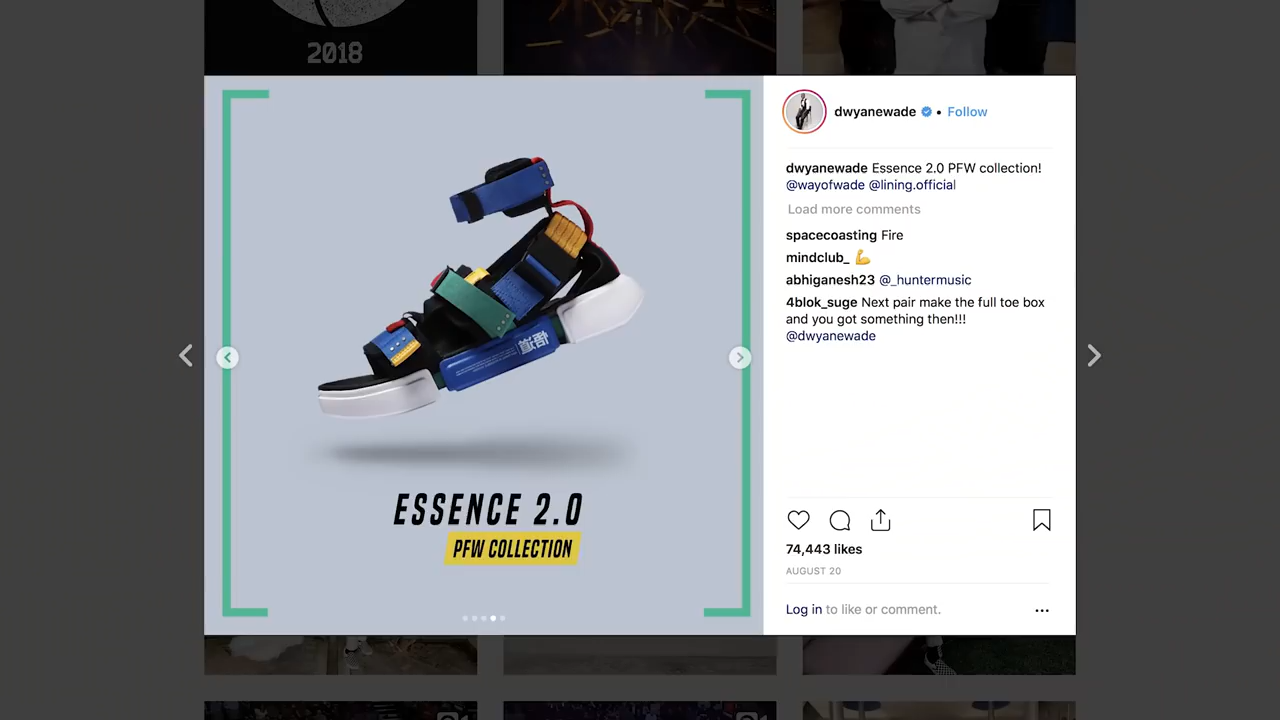 2018
dwyanewade • Follow
dwyanewade Essence 2.0 PFW collection!
@wayofwade @lining.official
Load more comments
spacecoasting Fire
mindclub_ 💪
abhiganesh23 @_huntermusic
4blok_suge Next pair make the full toe box
and you got something then!!!
@dwyanewade
悟道
ESSENCE 2.0
PFW COLLECTION
74,443 likes
AUGUST 20
Log in to like or comment.